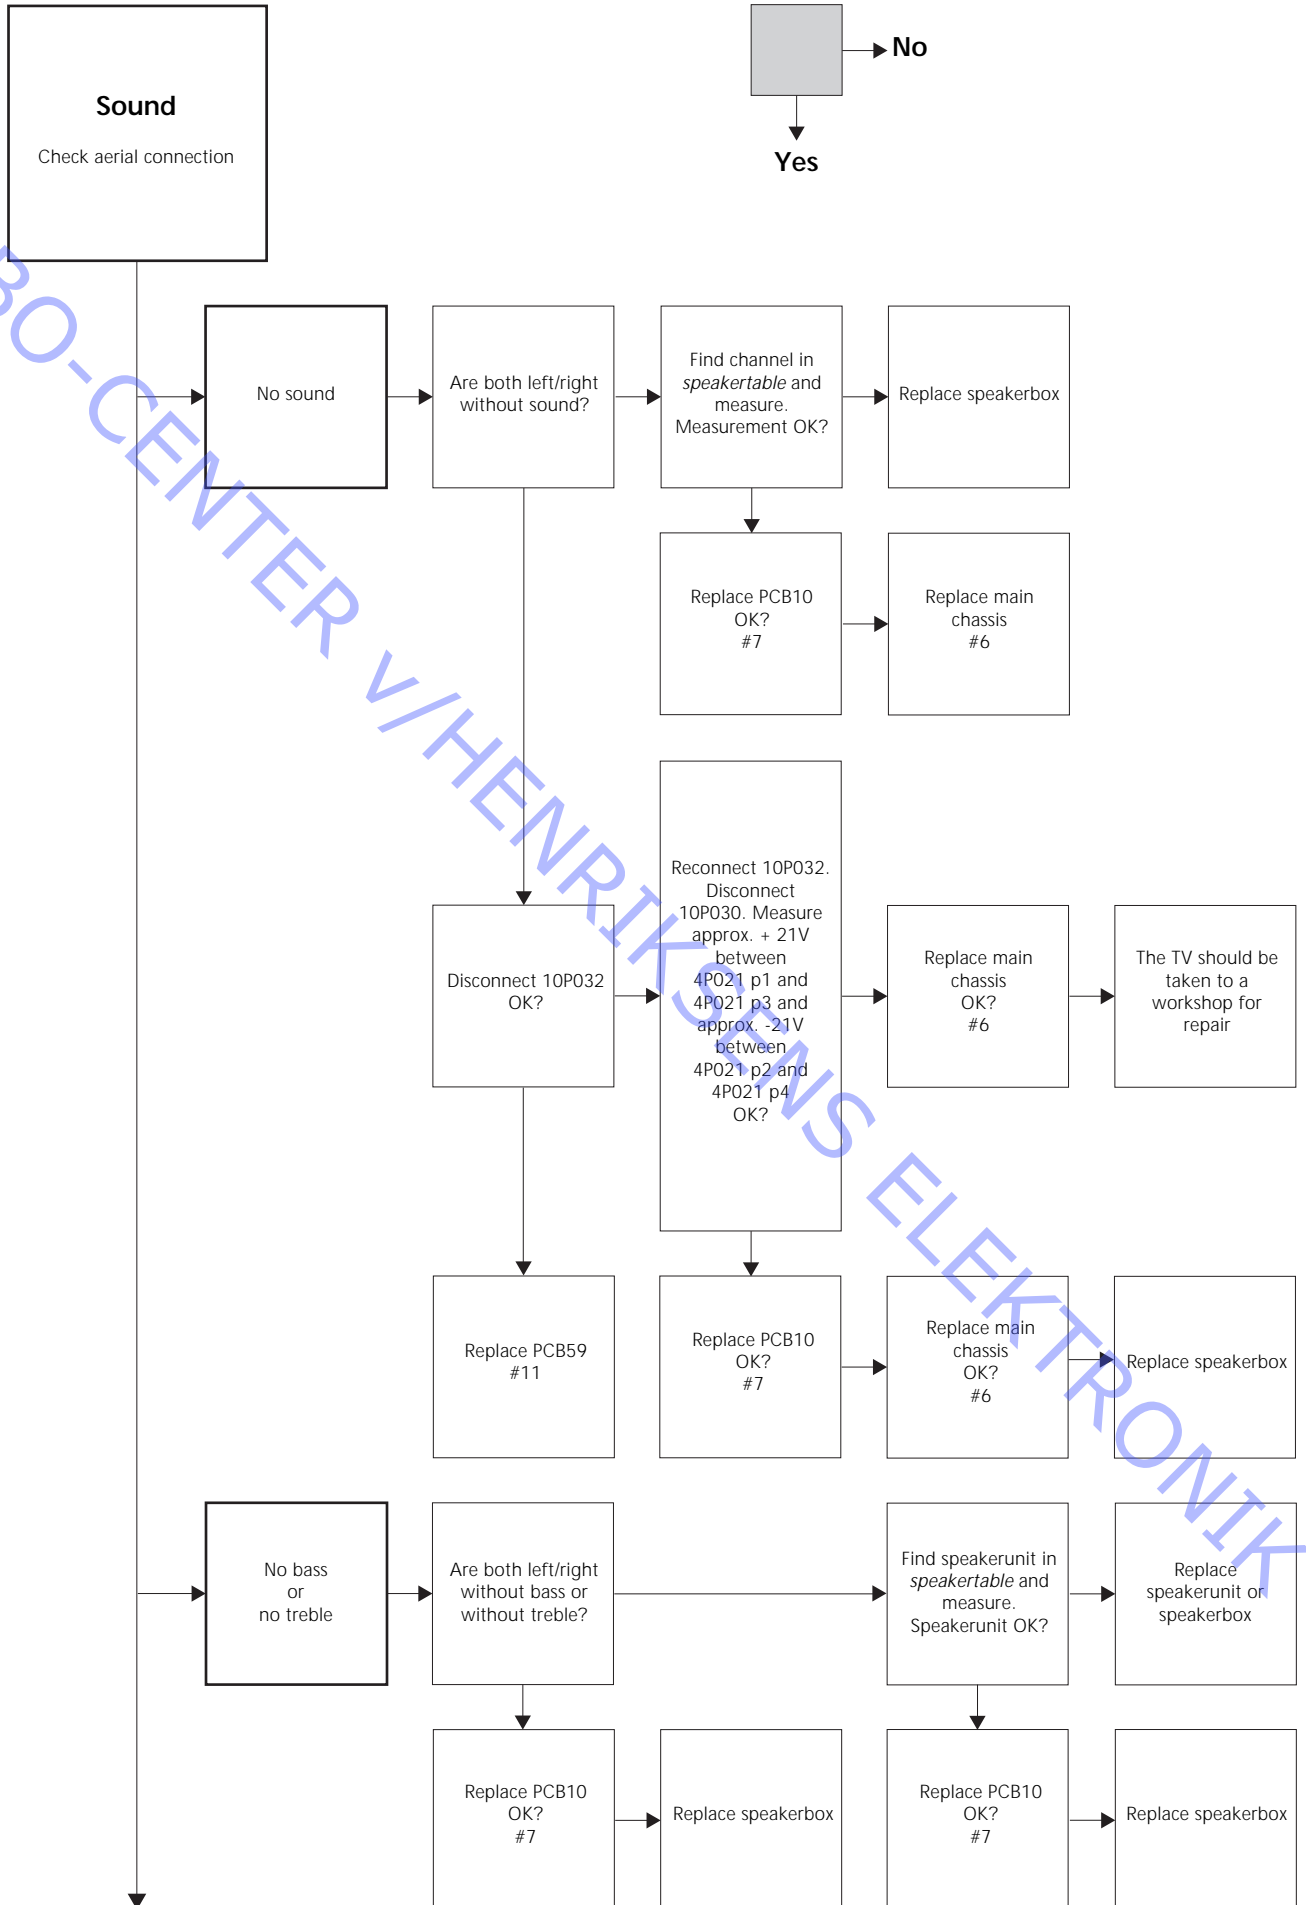 Sound
Check aerial connection
No
Yes
No sound
Are both left/right
without sound?
Find channel in
speakertable and
measure.
Measurement OK?
Replace speakerbox
Replace PCB10
OK?
#7
Replace main
chassis
#6
Disconnect 10P032
OK?
Reconnect 10P032.
Disconnect
10P030. Measure
approx. + 21V
between
4P021 p1 and
4P021 p3 and
approx. -21V
between
4P021 p2 and
4P021 p4
OK?
Replace main
chassis
OK?
#6
The TV should be
taken to a
workshop for
repair
Replace PCB59
#11
Replace PCB10
OK?
#7
Replace main
chassis
OK?
#6
Replace speakerbox
No bass
or
no treble
Are both left/right
without bass or
without treble?
Find speakerunit in
speakertable and
measure.
Speakerunit OK?
Replace
speakerunit or
speakerbox
Replace PCB10
OK?
#7
Replace speakerbox
Replace PCB10
OK?
#7
Replace speakerbox
BO-CENTER v/HENRIKSENS ELEKTRONIK